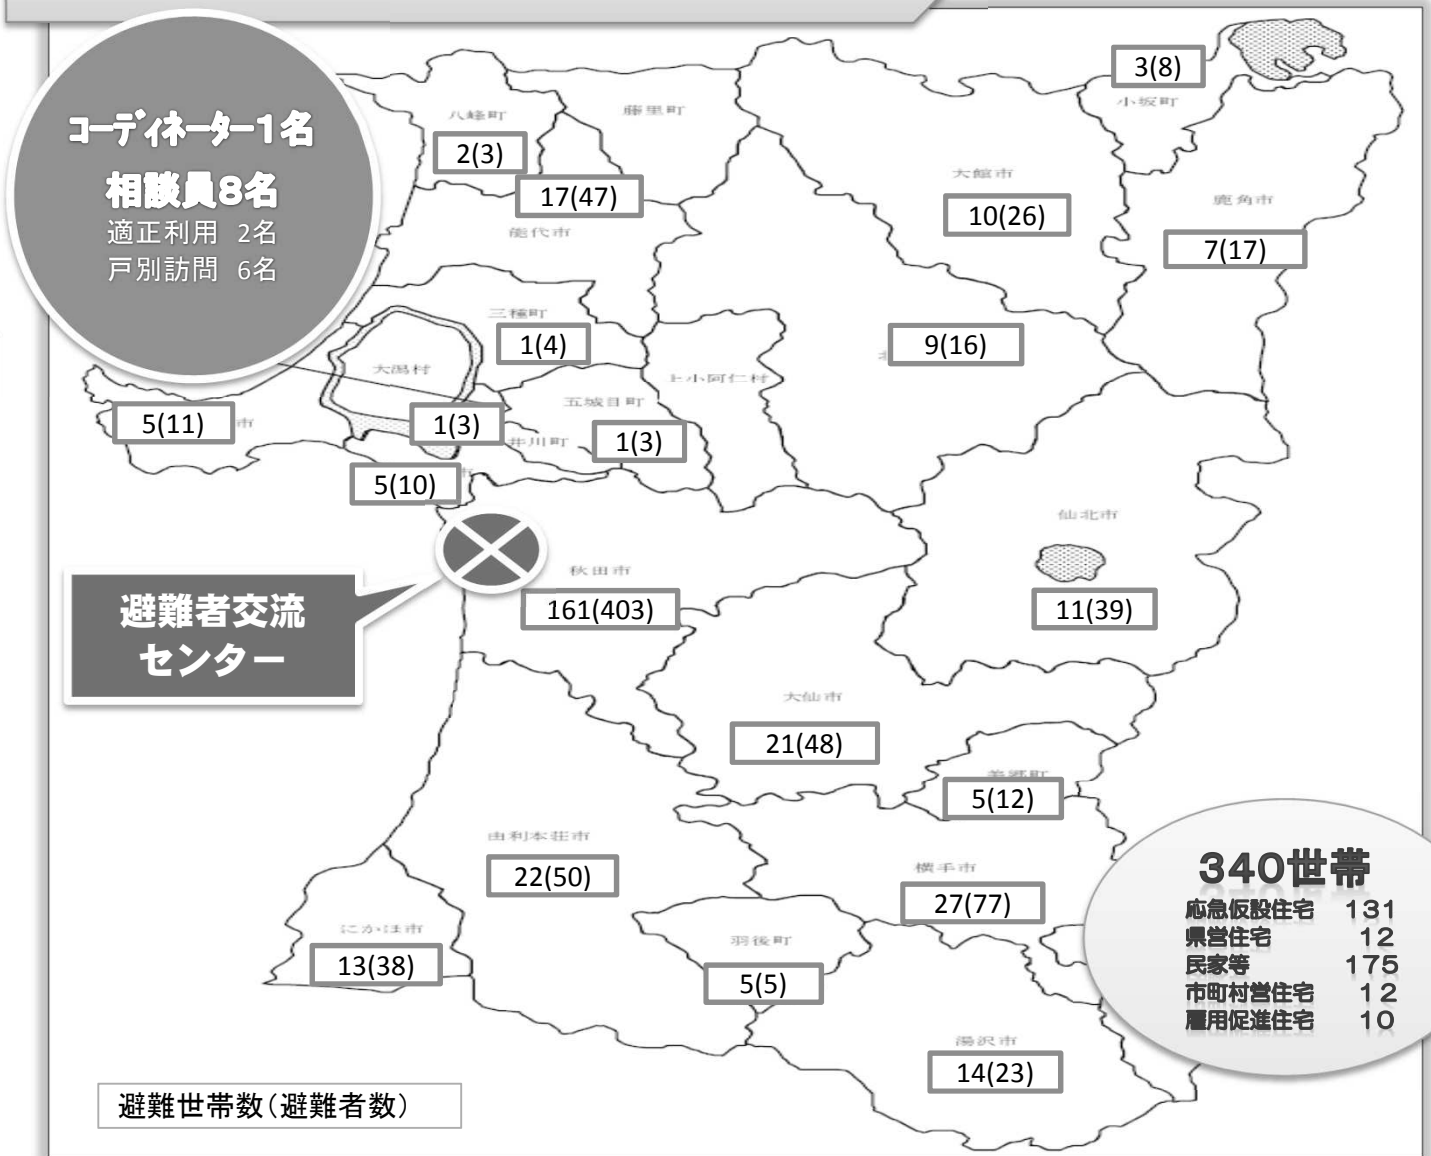 コーディネーター1名
相談員8名
適正利用 2名
戸別訪問 6名
八峰町
2(3)
藤里町
17(47)
能代市
3(8)
小坂町
大館市
10(26)
鹿角市
7(17)
三種町
1(4)
9(16)
大潟村
上小阿仁村
五城目町
1(3)
5(11)
市
1(3)
井川町
5(10)
市
仙北市
11(39)
秋田市
161(403)
避難者交流
センター
大仙市
21(48)
美郷町
5(12)
由利本荘市
22(50)
横手市
27(77)
にかほ市
13(38)
羽後町
5(5)
湯沢市
14(23)
340世帯
応急仮設住宅 131
県営住宅 12
民家等 175
市町村営住宅 12
雇用促進住宅 10
避難世帯数(避難者数)